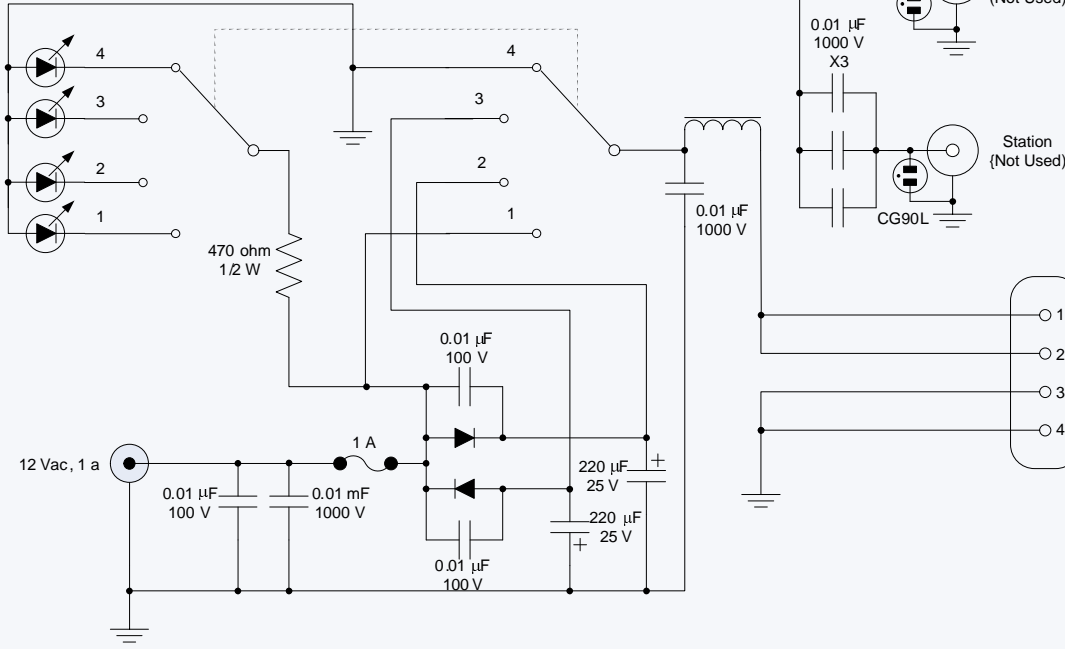 (Not Used)
0.01 µF
1000 V
X3
4
4
3
3
Station
{Not Used)
2
2
CG90L
1
1
0.01 µF
1000 V
470 ohm
1/2 W
1
2
3
4
0.01 µF
100 V
1 A
12 Vac, 1 a
0.01 µF
100 V
0.01 mF
1000 V
220 µF
25 V
+
220 µF
25 V
+
0.01 µF
100 V